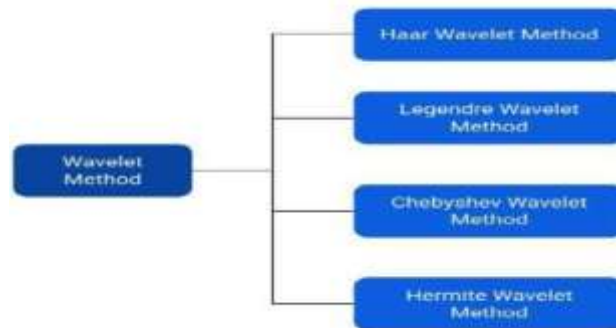 Haar Wavelet Method
Legendre Wavelet
Method
Wavelet
Method
Chebyshev Wavelet
Method
Hermite Wavelet
Method